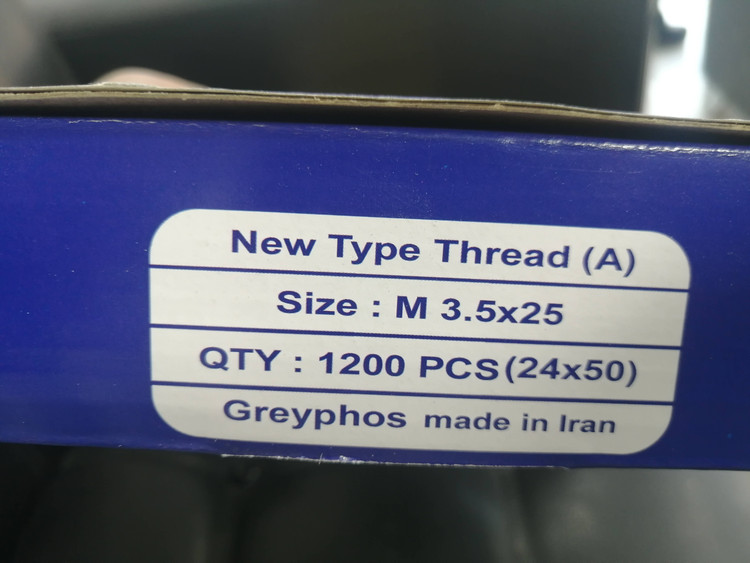 New Type Thread (A)
Size : M 3.5x25
QTY : 1200 PCS (24x50)
Greyphos made in Iran